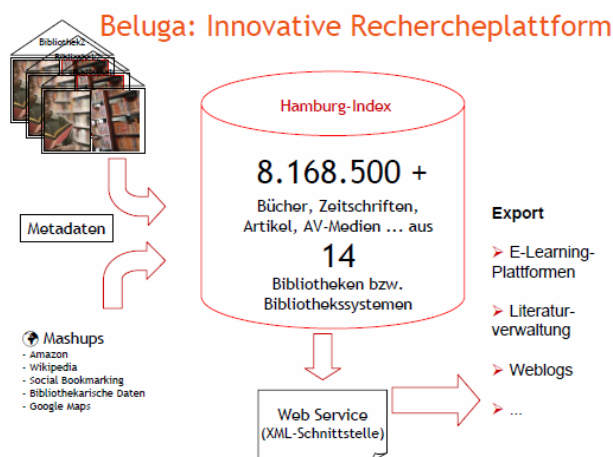 Beluga: Innovative Rechercheplattform
Bibliothek2
Hamburg-Index
8.168.500 +
Bücher, Zeitschriften,
Artikel, AV-Medien ... aus
14
Bibliotheken bzw.
Bibliothekssystemen
Metadaten
Mashups
- Amazon
- Wikipedia
- Social Bookmarking
- Bibliothekarische Daten
- Google Maps
Web Service
(XML-Schnittstelle)
Export
➢ E-Learning-
Plattformen
➢ Literatur-
verwaltung
➢ Weblogs
➢ ...